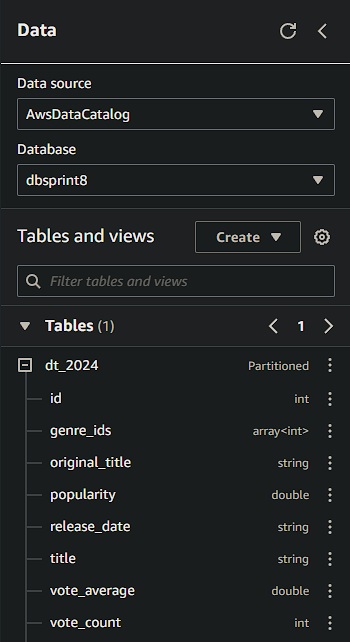 Data
Data source
AwsDataCatalog
Database
dbsprint8
Tables and views Create
Filter tables and views
Tables (1) 1
dt_2024 Partitioned
id int
genre_ids array<int>
original_title string
popularity double
release_date string
title string
vote_average double
vote_count int